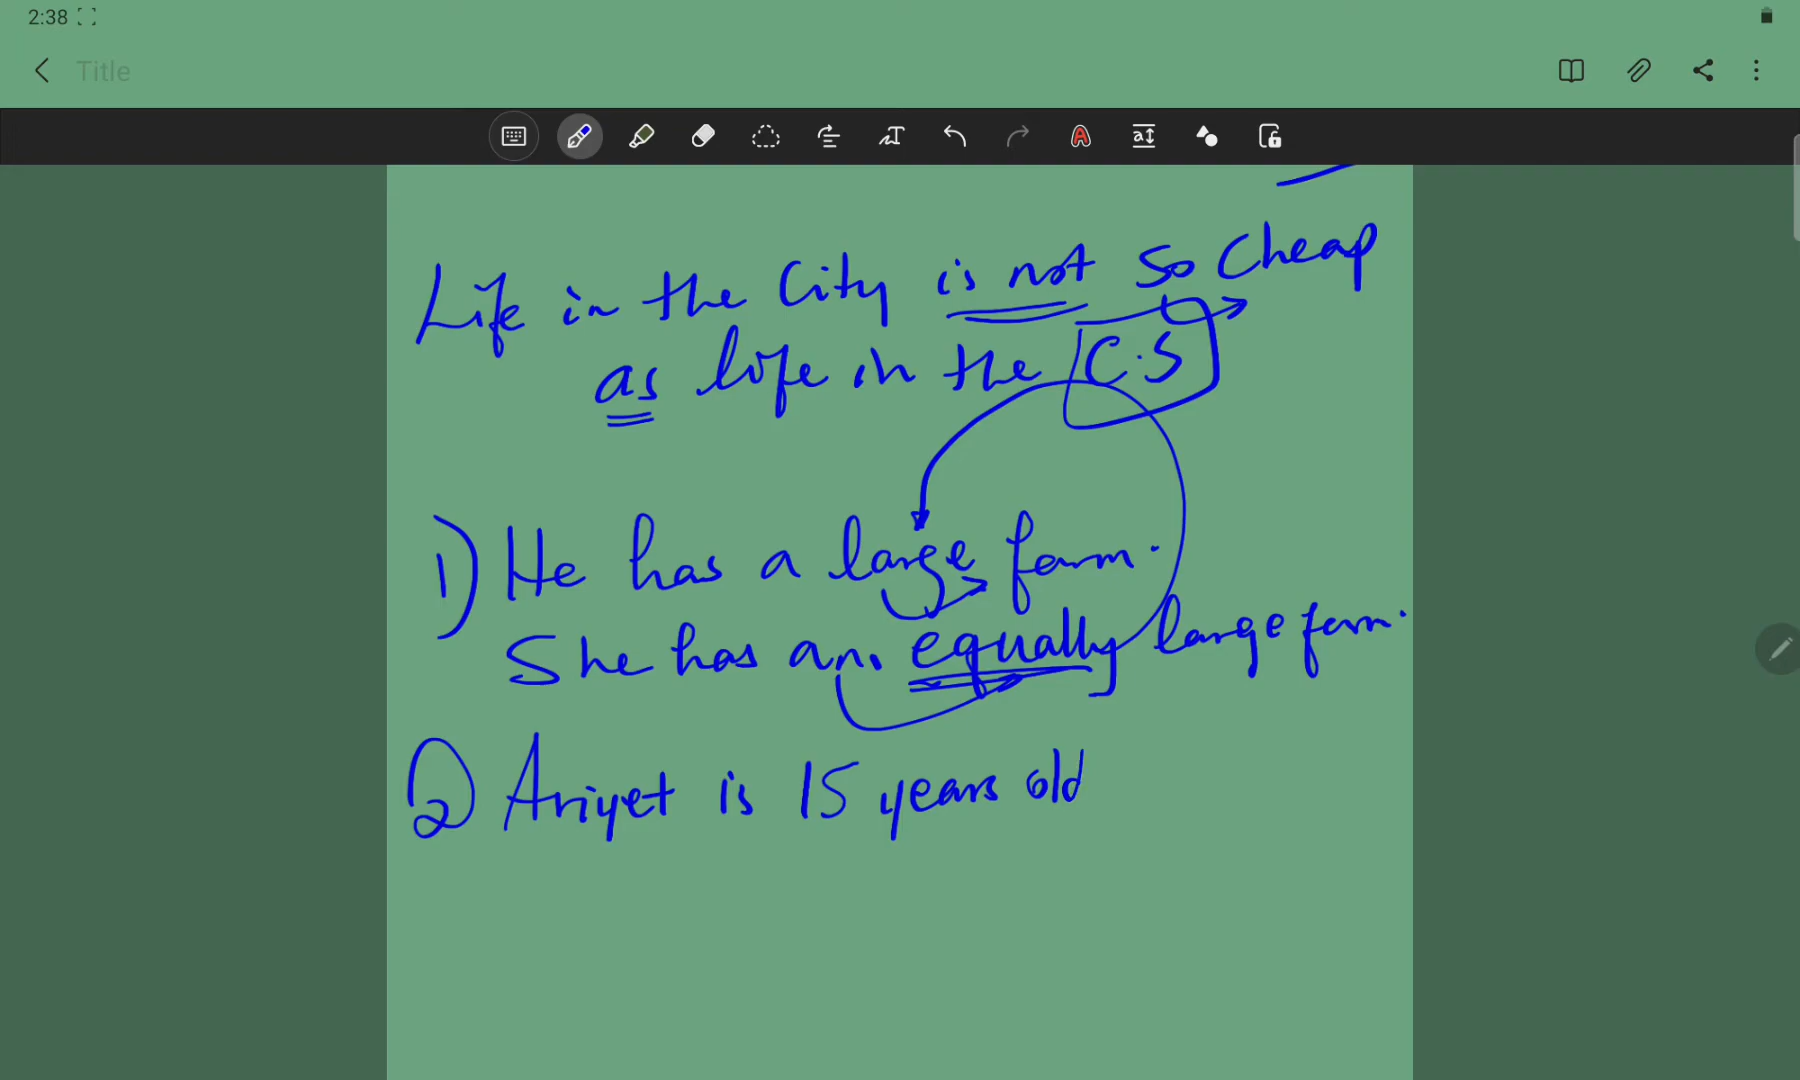 2:38
Title
Life in the City is not so Cheap
as life in the C.S
1) He has a large farm.
She has an equally large farm.
2 Ariyet is 15 years old